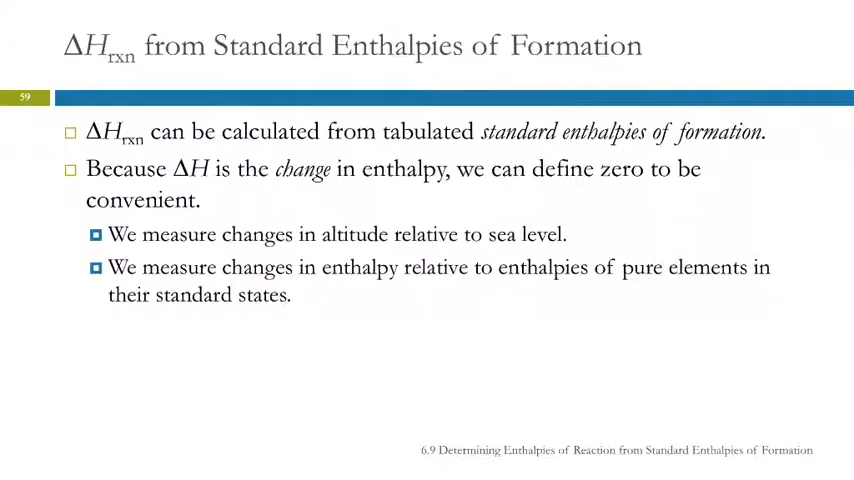 ΔHrxn from Standard Enthalpies of Formation
59
ΔHrxn can be calculated from tabulated standard enthalpies of formation.
Because ΔH is the change in enthalpy, we can define zero to be
convenient.
We measure changes in altitude relative to sea level.
We measure changes in enthalpy relative to enthalpies of pure elements in
their standard states.
6.9 Determining Enthalpies of Reaction from Standard Enthalpies of Formation